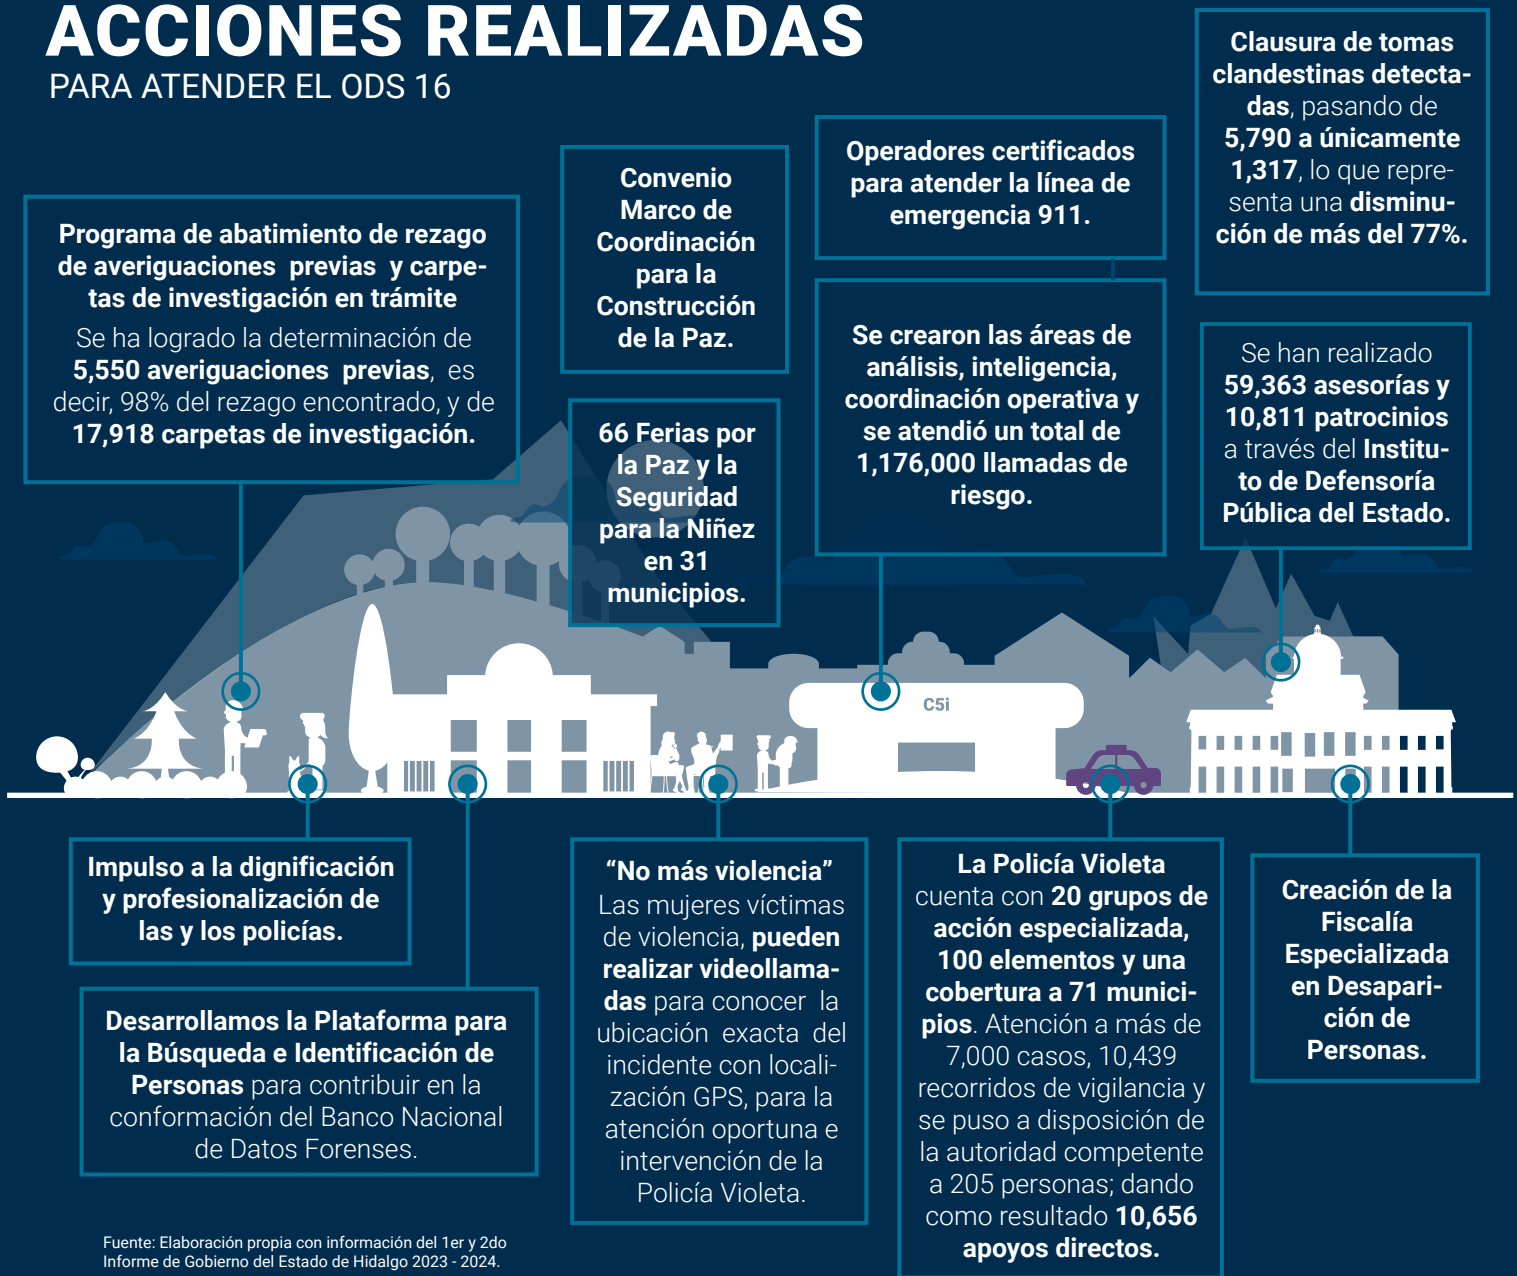 ACCIONES REALIZADAS
PARA ATENDER EL ODS 16
Programa de abatimiento de rezago
de averiguaciones previas y carpe-
tas de investigación en trámite
Se ha logrado la determinación de
5,550 averiguaciones previas, es
decir, 98% del rezago encontrado, y de
17,918 carpetas de investigación.
Convenio
Marco de
Coordinación
para la
Construcción
de la Paz.
66 Ferias por
la Paz y la
Seguridad
para la Niñez
en 31
municipios.
Operadores certificados
para atender la línea de
emergencia 911.
Se crearon las áreas de
análisis, inteligencia,
coordinación operativa y
se atendió un total de
1,176,000 llamadas de
riesgo.
Clausura de tomas
clandestinas detecta-
das, pasando de
5,790 a únicamente
1,317, lo que repre-
senta una disminu-
ción de más del 77%.
Se han realizado
59,363 asesorías y
10,811 patrocinios
a través del Institu-
to de Defensoría
Pública del Estado.
C5i
Impulso a la dignificación
y profesionalización de
las y los policías.
Desarrollamos la Plataforma para
la Búsqueda e Identificación de
Personas para contribuir en la
conformación del Banco Nacional
de Datos Forenses.
“No más violencia”
Las mujeres víctimas
de violencia, pueden
realizar videollama-
das para conocer la
ubicación exacta del
incidente con locali-
zación GPS, para la
atención oportuna e
intervención de la
Policía Violeta.
La Policía Violeta
cuenta con 20 grupos de
acción especializada,
100 elementos y una
cobertura a 71 munici-
pios. Atención a más de
7,000 casos, 10,439
recorridos de vigilancia y
se puso a disposición de
la autoridad competente
a 205 personas; dando
como resultado 10,656
apoyos directos.
Creación de la
Fiscalía
Especializada
en Desapari-
ción de
Personas.
Fuente: Elaboración propia con información del 1er y 2do
Informe de Gobierno del Estado de Hidalgo 2023 - 2024.